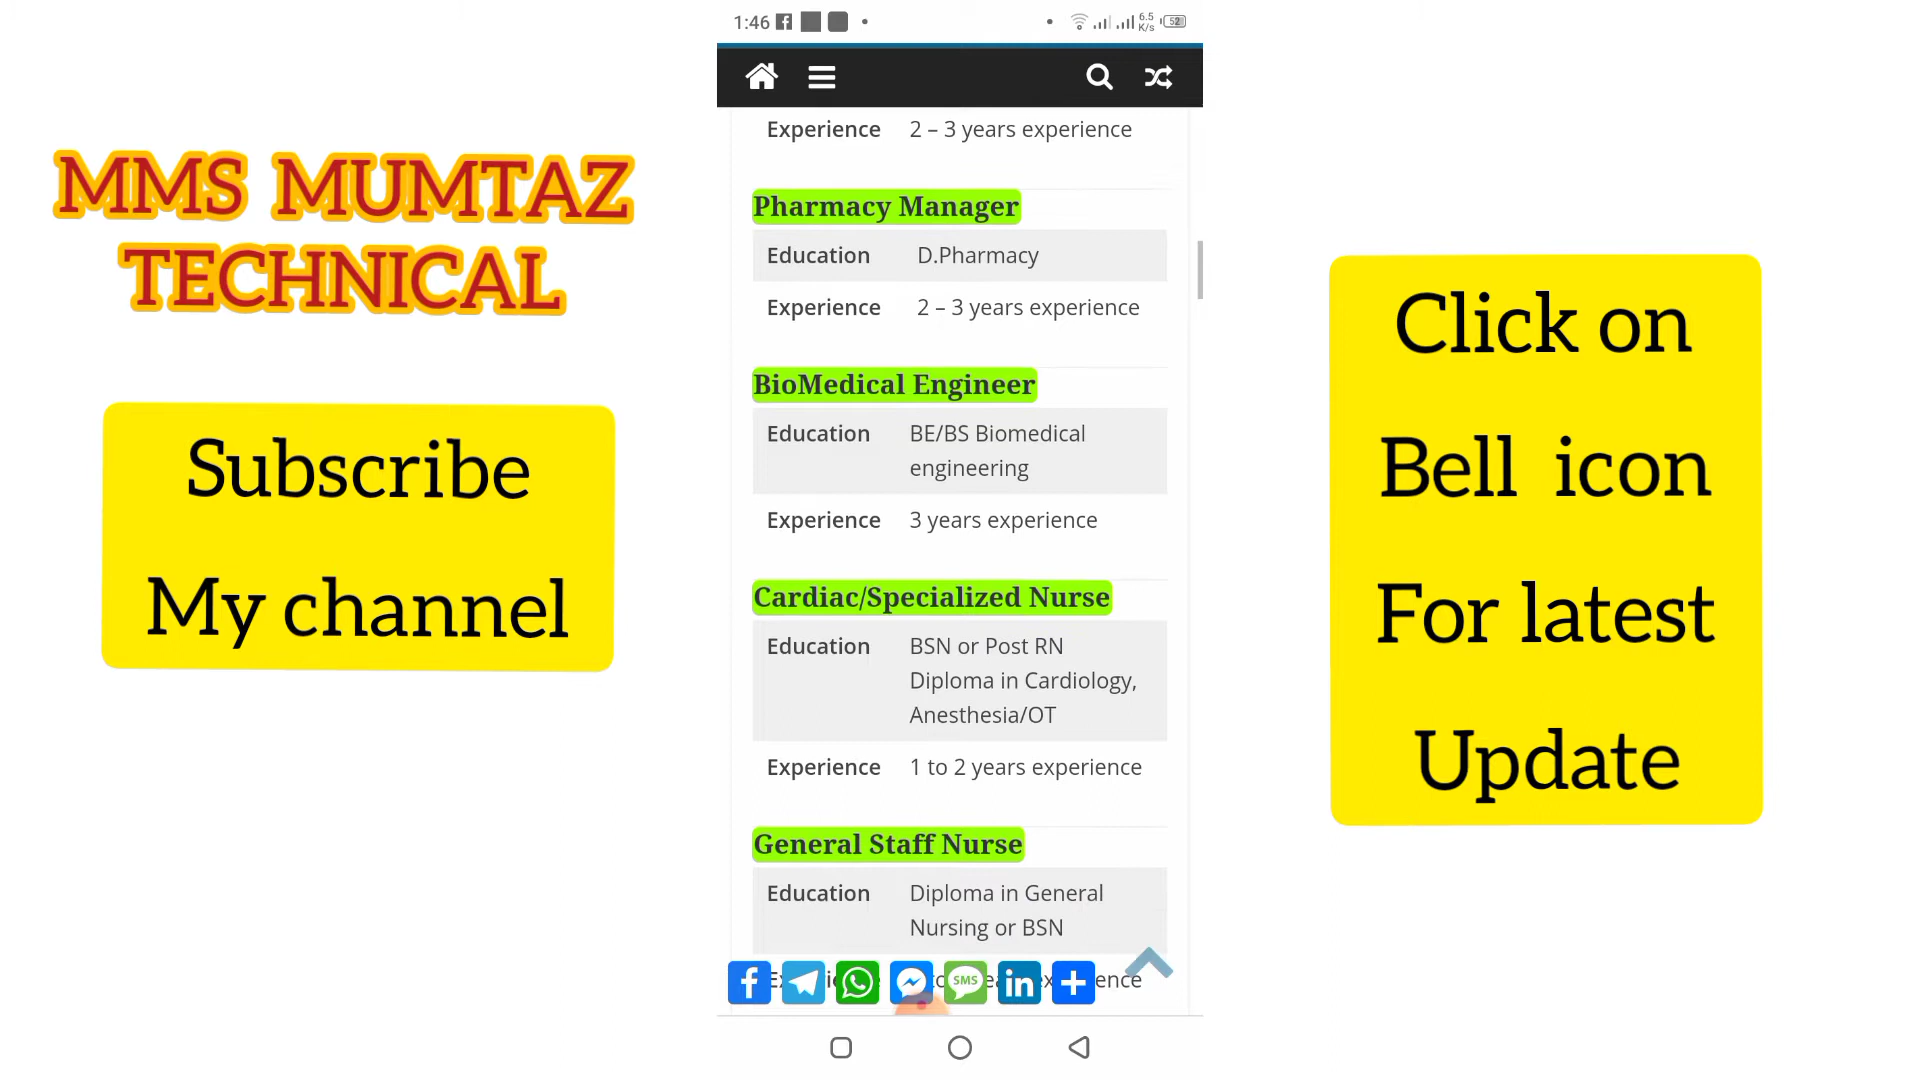 1:46
6.5
K/s
52
MMS MUMTAZ
TECHNICAL
Subscribe
My channel
Experience 2 – 3 years experience
Pharmacy Manager
Education D.Pharmacy
Experience 2 – 3 years experience
BioMedical Engineer
Education BE/BS Biomedical
engineering
Experience 3 years experience
Cardiac/Specialized Nurse
Education BSN or Post RN
Diploma in Cardiology,
Anesthesia/OT
Experience 1 to 2 years experience
General Staff Nurse
Education Diploma in General
Nursing or BSN
SMS
Click on
Bell icon
For latest
Update